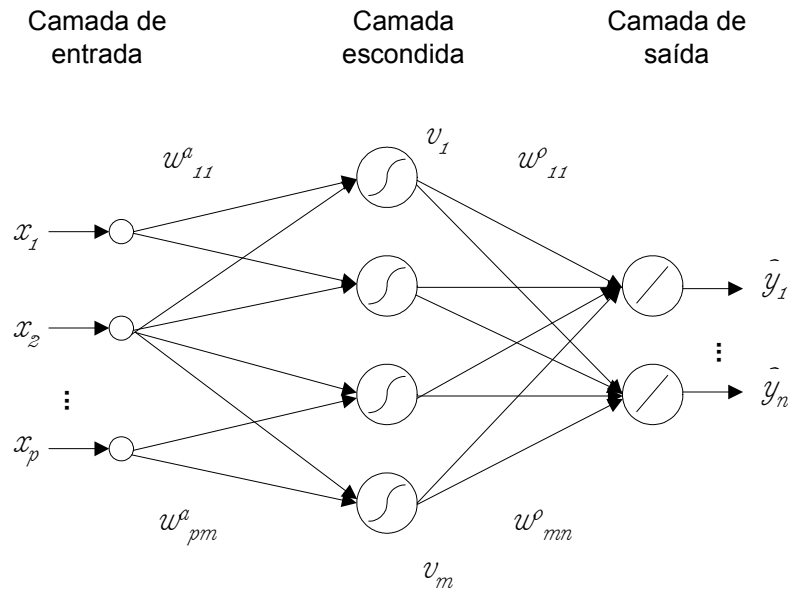 Camada de
entrada
Camada
escondida
Camada de
saída
w^a_11
v_1
w^o_11
x_1
ŷ_1
x_2
...
...
ŷ_n
x_p
w^a_pm
w^o_mn
v_m